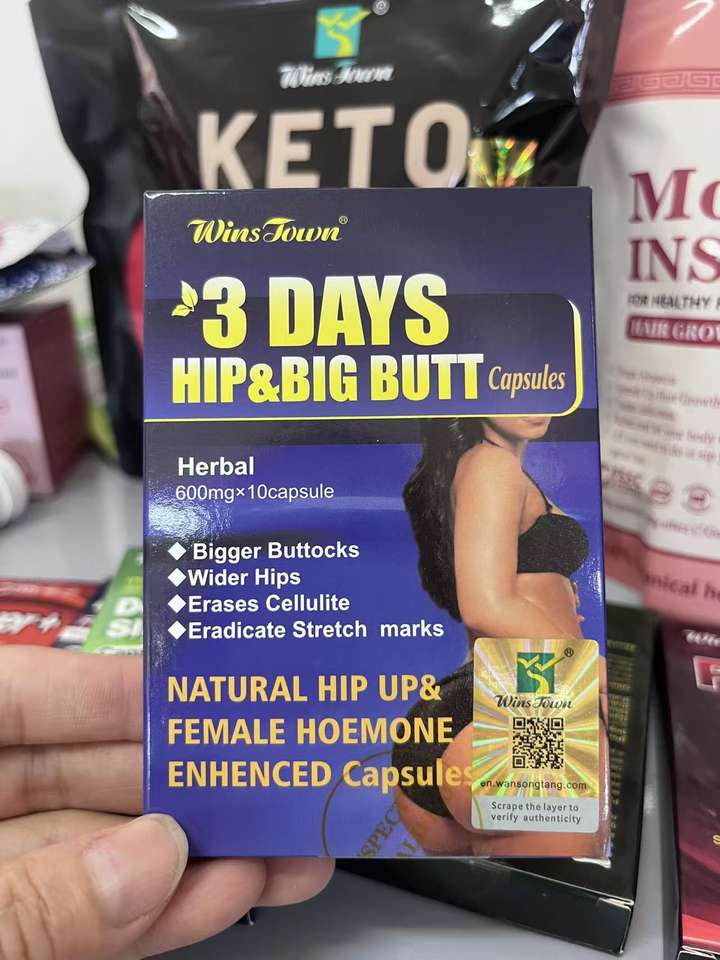 Wins Town
KETO
Wins Town®
3 DAYS
HIP&BIG BUTT Capsules
Herbal
600mg×10capsule
◆Bigger Buttocks
◆Wider Hips
◆Erases Cellulite
◆Eradicate Stretch marks
NATURAL HIP UP&
FEMALE HOEMONE
ENHENCED Capsules
Wins Town®
en.wansongtang.com
Scrape the layer to
verify authenticity
INS
FOR HEALTHY
HAIR GROW